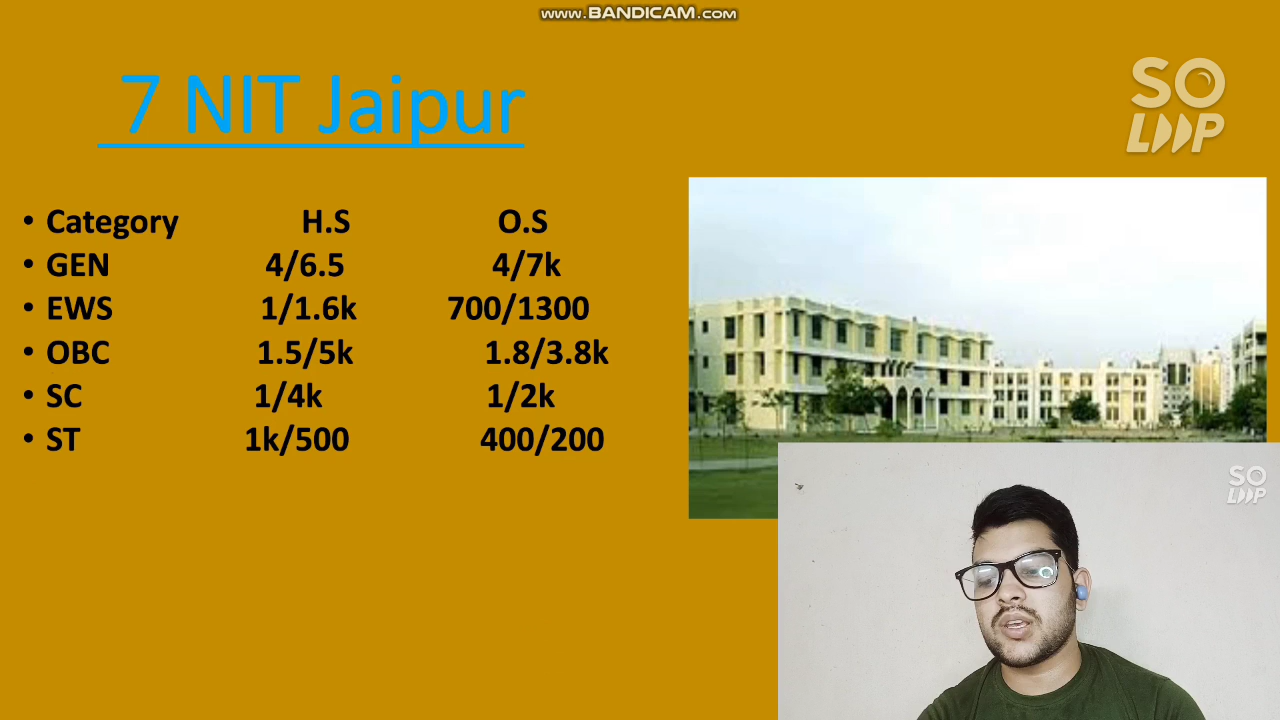 www.BANDICAM.com
7 NIT Jaipur
SO
LOOP
• Category H.S O.S
• GEN 4/6.5 4/7k
• EWS 1/1.6k 700/1300
• OBC 1.5/5k 1.8/3.8k
• SC 1/4k 1/2k
• ST 1k/500 400/200
SO
LOOP